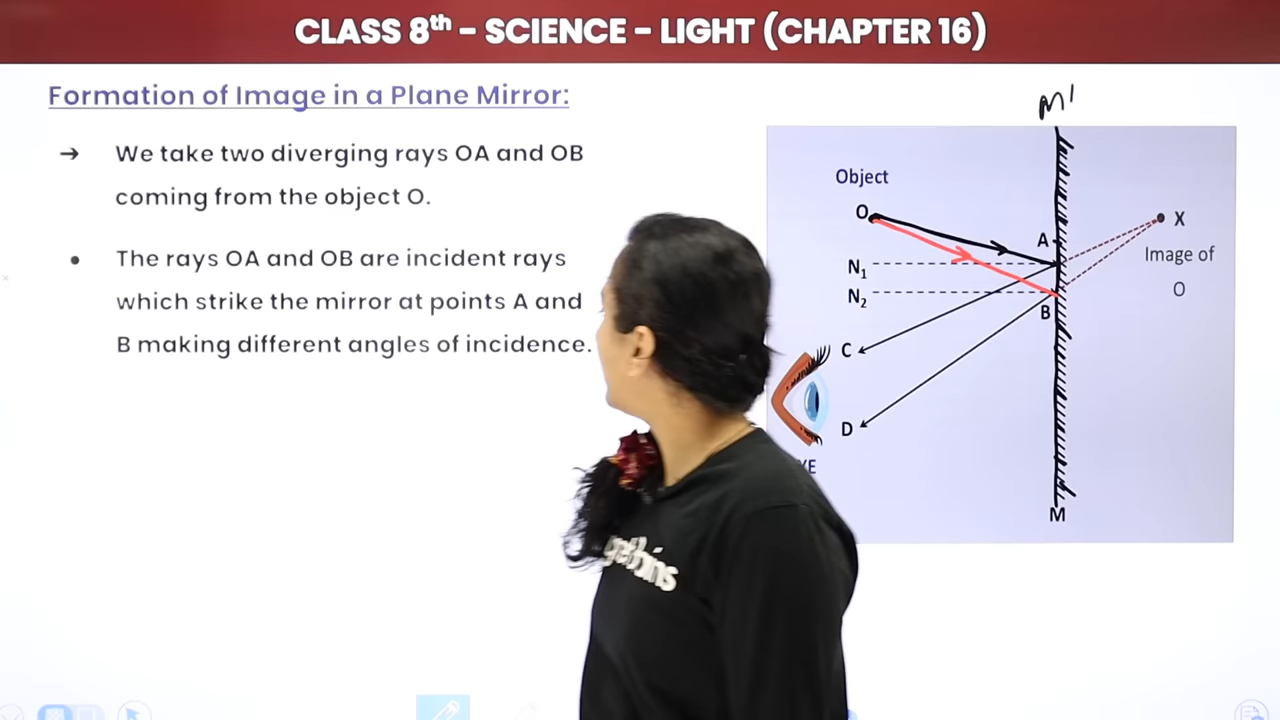 CLASS 8th – SCIENCE – LIGHT (CHAPTER 16)
Formation of Image in a Plane Mirror:
→ We take two diverging rays OA and OB
coming from the object O.
• The rays OA and OB are incident rays
which strike the mirror at points A and
B making different angles of incidence.
M'
Object
O
A
X
Image of
O
N₁
N₂
B
C
D
M